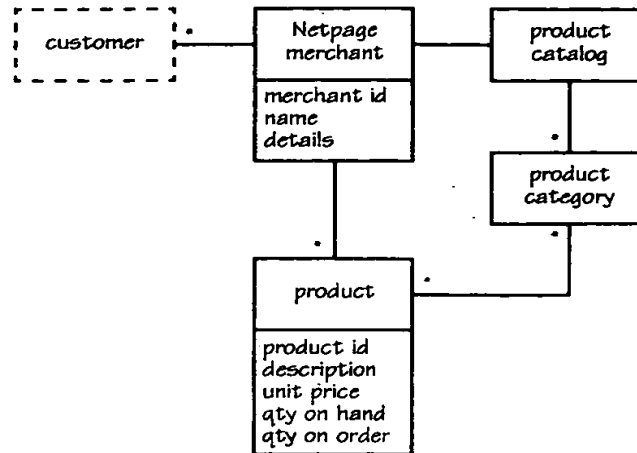 customer
Netpage
merchant
merchant id
name
details
product
catalog
product
category
product
product id
description
unit price
qty on hand
qty on order